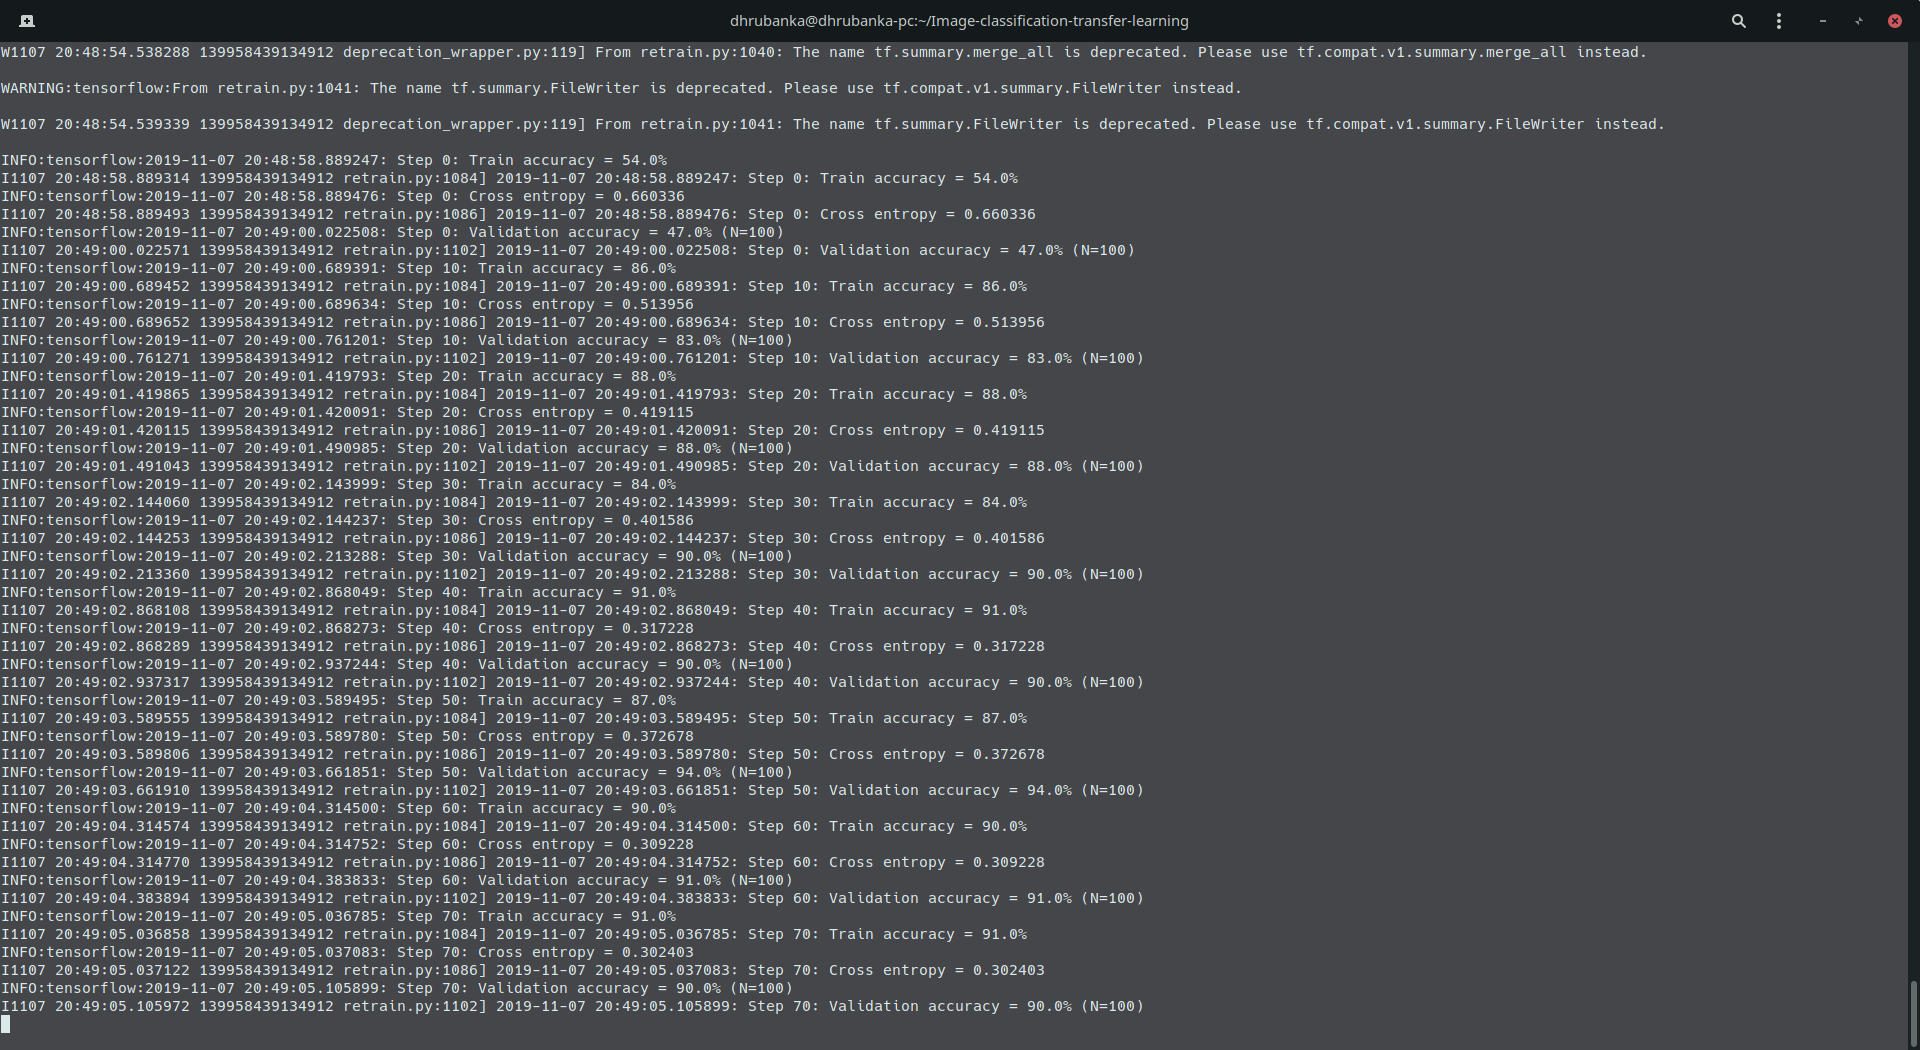 dhrubanka@dhrubanka-pc:~/Image-classification-transfer-learning
W1107 20:48:54.538288 139958439134912 deprecation_wrapper.py:119] From retrain.py:1040: The name tf.summary.merge_all is deprecated. Please use tf.compat.v1.summary.merge_all instead.
WARNING:tensorflow:From retrain.py:1041: The name tf.summary.FileWriter is deprecated. Please use tf.compat.v1.summary.FileWriter instead.
W1107 20:48:54.539339 139958439134912 deprecation_wrapper.py:119] From retrain.py:1041: The name tf.summary.FileWriter is deprecated. Please use tf.compat.v1.summary.FileWriter instead.
INFO:tensorflow:2019-11-07 20:48:58.889247: Step 0: Train accuracy = 54.0%
I1107 20:48:58.889314 139958439134912 retrain.py:1084] 2019-11-07 20:48:58.889247: Step 0: Train accuracy = 54.0%
INFO:tensorflow:2019-11-07 20:48:58.889476: Step 0: Cross entropy = 0.660336
I1107 20:48:58.889493 139958439134912 retrain.py:1086] 2019-11-07 20:48:58.889476: Step 0: Cross entropy = 0.660336
INFO:tensorflow:2019-11-07 20:49:00.022508: Step 0: Validation accuracy = 47.0% (N=100)
I1107 20:49:00.022571 139958439134912 retrain.py:1102] 2019-11-07 20:49:00.022508: Step 0: Validation accuracy = 47.0% (N=100)
INFO:tensorflow:2019-11-07 20:49:00.689391: Step 10: Train accuracy = 86.0%
I1107 20:49:00.689452 139958439134912 retrain.py:1084] 2019-11-07 20:49:00.689391: Step 10: Train accuracy = 86.0%
INFO:tensorflow:2019-11-07 20:49:00.689634: Step 10: Cross entropy = 0.513956
I1107 20:49:00.689652 139958439134912 retrain.py:1086] 2019-11-07 20:49:00.689634: Step 10: Cross entropy = 0.513956
INFO:tensorflow:2019-11-07 20:49:00.761201: Step 10: Validation accuracy = 83.0% (N=100)
I1107 20:49:00.761271 139958439134912 retrain.py:1102] 2019-11-07 20:49:00.761201: Step 10: Validation accuracy = 83.0% (N=100)
INFO:tensorflow:2019-11-07 20:49:01.419793: Step 20: Train accuracy = 88.0%
I1107 20:49:01.419865 139958439134912 retrain.py:1084] 2019-11-07 20:49:01.419793: Step 20: Train accuracy = 88.0%
INFO:tensorflow:2019-11-07 20:49:01.420091: Step 20: Cross entropy = 0.419115
I1107 20:49:01.420115 139958439134912 retrain.py:1086] 2019-11-07 20:49:01.420091: Step 20: Cross entropy = 0.419115
INFO:tensorflow:2019-11-07 20:49:01.490985: Step 20: Validation accuracy = 88.0% (N=100)
I1107 20:49:01.491043 139958439134912 retrain.py:1102] 2019-11-07 20:49:01.490985: Step 20: Validation accuracy = 88.0% (N=100)
INFO:tensorflow:2019-11-07 20:49:02.143999: Step 30: Train accuracy = 84.0%
I1107 20:49:02.144060 139958439134912 retrain.py:1084] 2019-11-07 20:49:02.143999: Step 30: Train accuracy = 84.0%
INFO:tensorflow:2019-11-07 20:49:02.144237: Step 30: Cross entropy = 0.401586
I1107 20:49:02.144253 139958439134912 retrain.py:1086] 2019-11-07 20:49:02.144237: Step 30: Cross entropy = 0.401586
INFO:tensorflow:2019-11-07 20:49:02.213288: Step 30: Validation accuracy = 90.0% (N=100)
I1107 20:49:02.213360 139958439134912 retrain.py:1102] 2019-11-07 20:49:02.213288: Step 30: Validation accuracy = 90.0% (N=100)
INFO:tensorflow:2019-11-07 20:49:02.868049: Step 40: Train accuracy = 91.0%
I1107 20:49:02.868108 139958439134912 retrain.py:1084] 2019-11-07 20:49:02.868049: Step 40: Train accuracy = 91.0%
INFO:tensorflow:2019-11-07 20:49:02.868273: Step 40: Cross entropy = 0.317228
I1107 20:49:02.868289 139958439134912 retrain.py:1086] 2019-11-07 20:49:02.868273: Step 40: Cross entropy = 0.317228
INFO:tensorflow:2019-11-07 20:49:02.937244: Step 40: Validation accuracy = 90.0% (N=100)
I1107 20:49:02.937317 139958439134912 retrain.py:1102] 2019-11-07 20:49:02.937244: Step 40: Validation accuracy = 90.0% (N=100)
INFO:tensorflow:2019-11-07 20:49:03.589495: Step 50: Train accuracy = 87.0%
I1107 20:49:03.589555 139958439134912 retrain.py:1084] 2019-11-07 20:49:03.589495: Step 50: Train accuracy = 87.0%
INFO:tensorflow:2019-11-07 20:49:03.589780: Step 50: Cross entropy = 0.372678
I1107 20:49:03.589806 139958439134912 retrain.py:1086] 2019-11-07 20:49:03.589780: Step 50: Cross entropy = 0.372678
INFO:tensorflow:2019-11-07 20:49:03.661851: Step 50: Validation accuracy = 94.0% (N=100)
I1107 20:49:03.661910 139958439134912 retrain.py:1102] 2019-11-07 20:49:03.661851: Step 50: Validation accuracy = 94.0% (N=100)
INFO:tensorflow:2019-11-07 20:49:04.314500: Step 60: Train accuracy = 90.0%
I1107 20:49:04.314574 139958439134912 retrain.py:1084] 2019-11-07 20:49:04.314500: Step 60: Train accuracy = 90.0%
INFO:tensorflow:2019-11-07 20:49:04.314752: Step 60: Cross entropy = 0.309228
I1107 20:49:04.314770 139958439134912 retrain.py:1086] 2019-11-07 20:49:04.314752: Step 60: Cross entropy = 0.309228
INFO:tensorflow:2019-11-07 20:49:04.383833: Step 60: Validation accuracy = 91.0% (N=100)
I1107 20:49:04.383894 139958439134912 retrain.py:1102] 2019-11-07 20:49:04.383833: Step 60: Validation accuracy = 91.0% (N=100)
INFO:tensorflow:2019-11-07 20:49:05.036785: Step 70: Train accuracy = 91.0%
I1107 20:49:05.036858 139958439134912 retrain.py:1084] 2019-11-07 20:49:05.036785: Step 70: Train accuracy = 91.0%
INFO:tensorflow:2019-11-07 20:49:05.037083: Step 70: Cross entropy = 0.302403
I1107 20:49:05.037122 139958439134912 retrain.py:1086] 2019-11-07 20:49:05.037083: Step 70: Cross entropy = 0.302403
INFO:tensorflow:2019-11-07 20:49:05.105899: Step 70: Validation accuracy = 90.0% (N=100)
I1107 20:49:05.105972 139958439134912 retrain.py:1102] 2019-11-07 20:49:05.105899: Step 70: Validation accuracy = 90.0% (N=100)